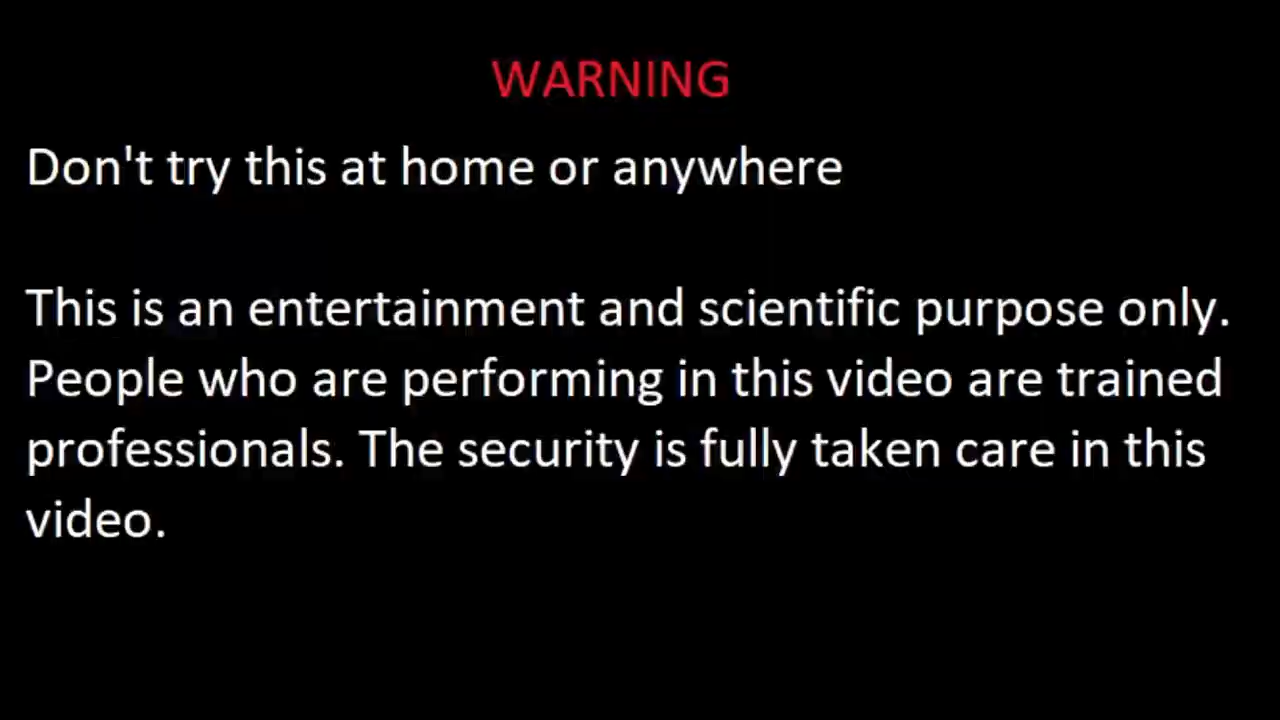 WARNING
Don't try this at home or anywhere
This is an entertainment and scientific purpose only.
People who are performing in this video are trained
professionals. The security is fully taken care in this
video.